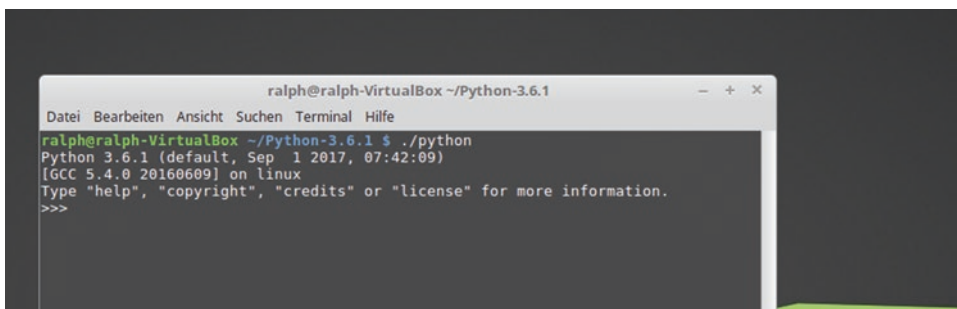 ralph@ralph-VirtualBox ~/Python-3.6.1
Datei Bearbeiten Ansicht Suchen Terminal Hilfe
ralph@ralph-VirtualBox ~/Python-3.6.1 $ ./python
Python 3.6.1 (default, Sep  1 2017, 07:42:09)
[GCC 5.4.0 20160609] on linux
Type "help", "copyright", "credits" or "license" for more information.
>>>